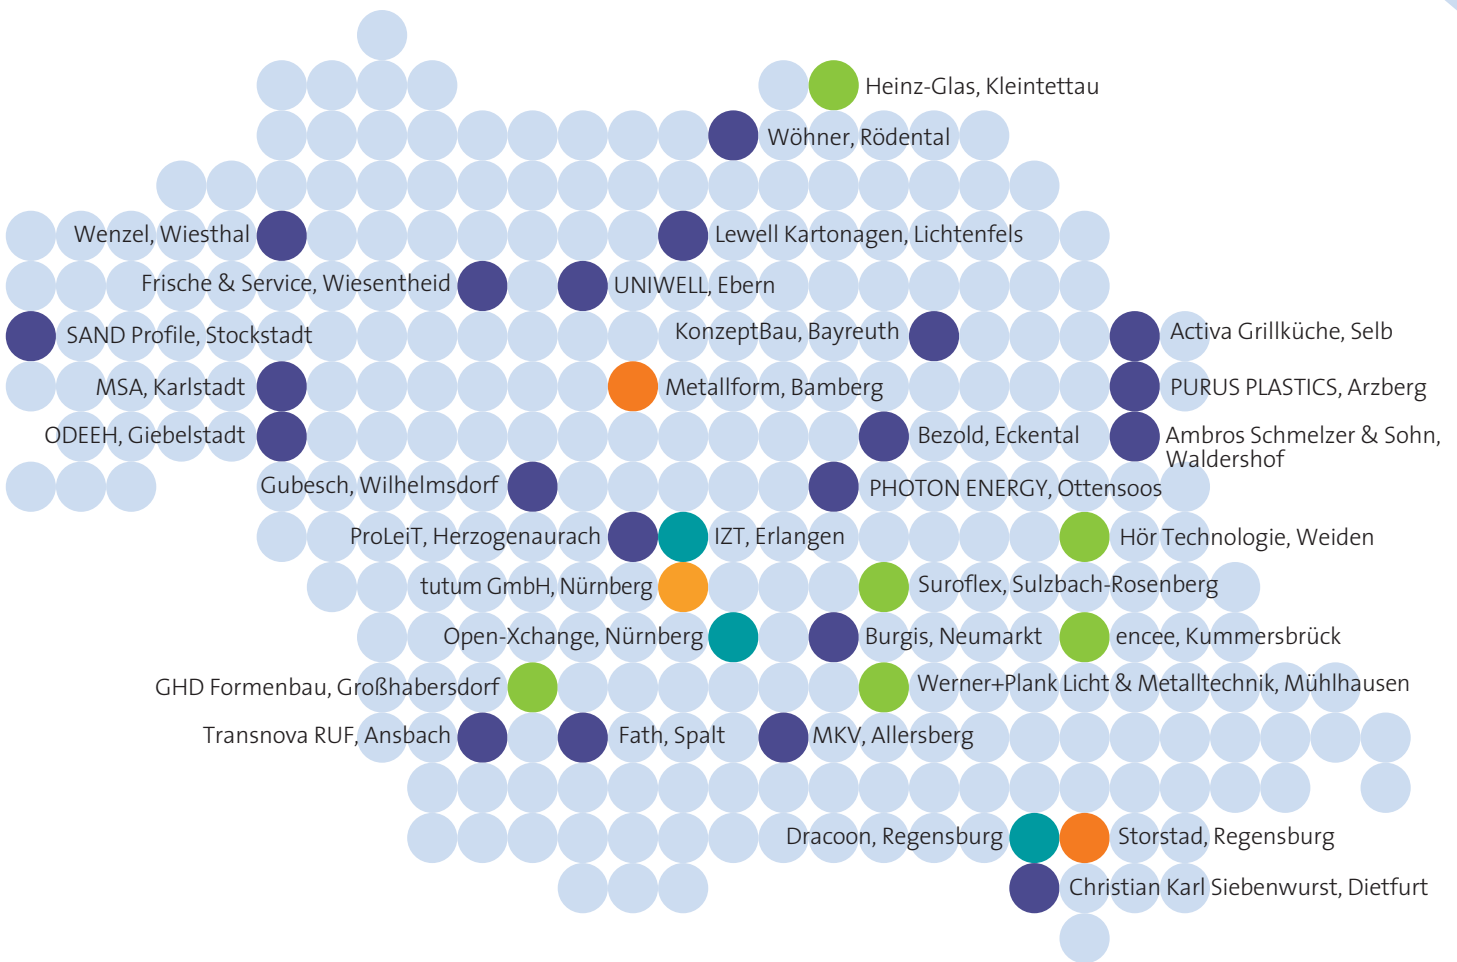 Heinz-Glas, Kleintettau
Wöhner, Rödental
Wenzel, Wiesthal
Lewell Kartonagen, Lichtenfels
Frische & Service, Wiesentheid
UNIWELL, Ebern
SAND Profile, Stockstadt
KonzeptBau, Bayreuth
Activa Grillküche, Selb
MSA, Karlstadt
Metallform, Bamberg
PURUS PLASTICS, Arzberg
ODEEH, Giebelstadt
Bezold, Eckental
Ambros Schmelzer & Sohn,
Waldershof
Gubesch, Wilhelmsdorf
PHOTON ENERGY, Ottensoos
ProLeiT, Herzogenaurach
IZT, Erlangen
Hör Technologie, Weiden
tutum GmbH, Nürnberg
Suroflex, Sulzbach-Rosenberg
Open-Xchange, Nürnberg
Burgis, Neumarkt
encee, Kummersbrück
GHD Formenbau, Großhabersdorf
Werner+Plank Licht & Metalltechnik, Mühlhausen
Transnova RUF, Ansbach
Fath, Spalt
MKV, Allersberg
Dracoon, Regensburg
Storstad, Regensburg
Christian Karl Siebenwurst, Dietfurt